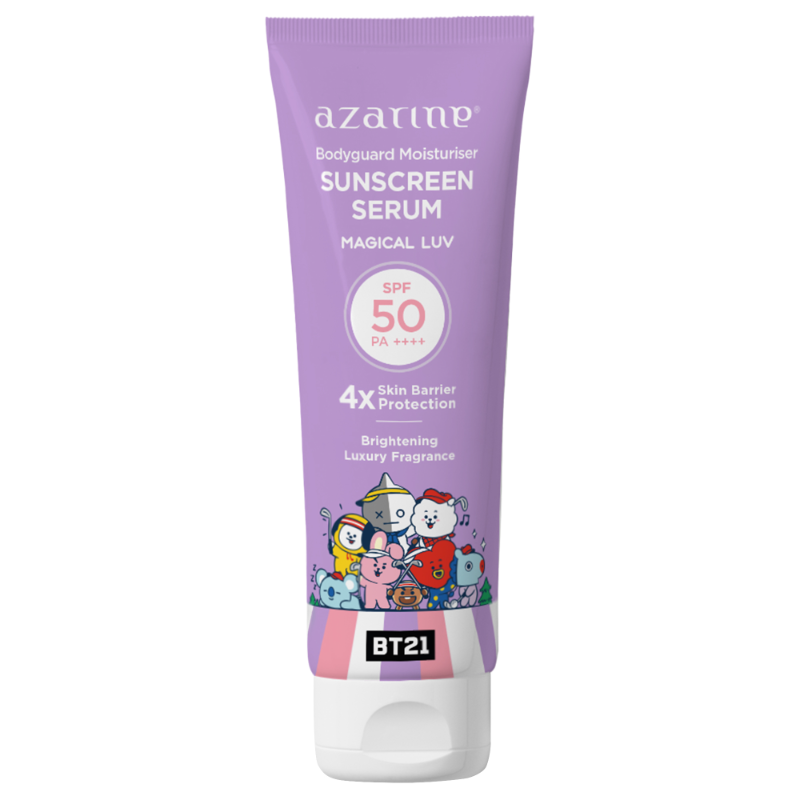 azarine®
Bodyguard Moisturiser
SUNSCREEN
SERUM
MAGICAL LUV
SPF
50
PA ++++
4x Skin Barrier
Protection
Brightening
Luxury Fragrance
z z z
BT21